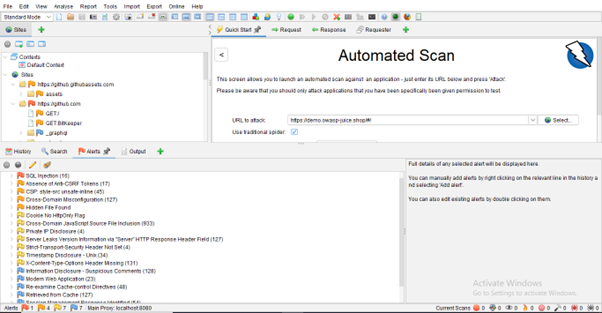 File Edit View Analyse Report Tools Import Export Online Help
Standard Mode
Sites
Quick Start Request Response Requester
Contexts
Default Context
Sites
https://github.githubassets.com
assets
https://github.com
GET:/
GET:BitKeeper
_graphql
<
Automated Scan
This screen allows you to launch an automated scan against an application - just enter its URL below and press 'Attack'.
Please be aware that you should only attack applications that you have been specifically been given permission to test.
URL to attack: https://demo.owasp-juice.shop/#/ Select...
Use traditional spider:
History Search Alerts Output
SQL Injection (16)
Absence of Anti-CSRF Tokens (17)
CSP: style-src unsafe-inline (45)
Cross-Domain Misconfiguration (127)
Hidden File Found
Cookie No HttpOnly Flag
Cross-Domain JavaScript Source File Inclusion (933)
Private IP Disclosure (4)
Server Leaks Version Information via "Server" HTTP Response Header Field (127)
Strict-Transport-Security Header Not Set (4)
Timestamp Disclosure - Unix (34)
X-Content-Type-Options Header Missing (131)
Information Disclosure - Suspicious Comments (128)
Modern Web Application (23)
Re-examine Cache-control Directives (48)
Retrieved from Cache (127)
Session Management Response Identified (54)
Full details of any selected alert will be displayed here.
You can manually add alerts by right clicking on the relevant line in the history a
nd selecting 'Add alert'.
You can also edit existing alerts by double clicking on them.
Activate Windows
Go to Settings to activate Windows.
Alerts 1 4 7 7 Main Proxy: localhost:8080 Current Scans 0 0 0 0 0 0 0 0